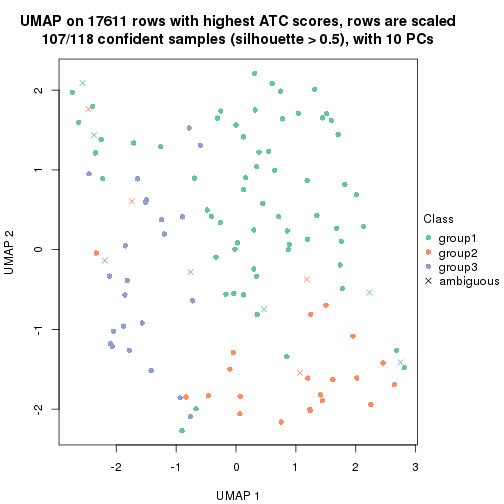 UMAP on 17611 rows with highest ATC scores, rows are scaled
107/118 confident samples (silhouette > 0.5), with 10 PCs
2
1
0
-1
-2
UMAP 2
-2
-1
0
1
2
3
UMAP 1
Class
group1
group2
group3
ambiguous